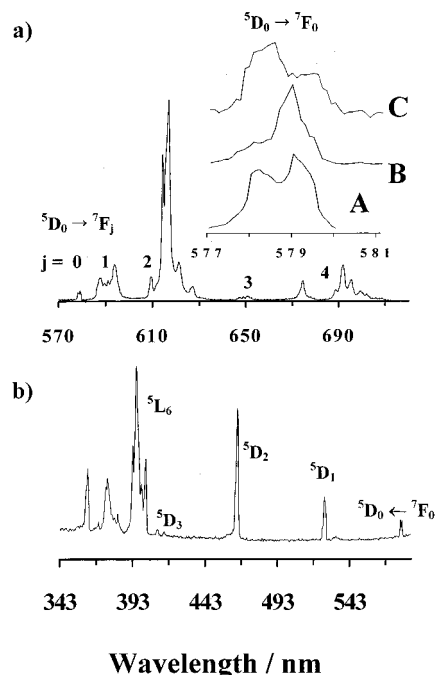 a)
⁵D₀ → ⁷F₀
C
B
A
577 579 581
⁵D₀ → ⁷Fⱼ
j = 0 1 2 3 4
570 610 650 690
b)
⁵L₆
⁵D₃
⁵D₂
⁵D₁
⁵D₀ ← ⁷F₀
343 393 443 493 543
Wavelength / nm